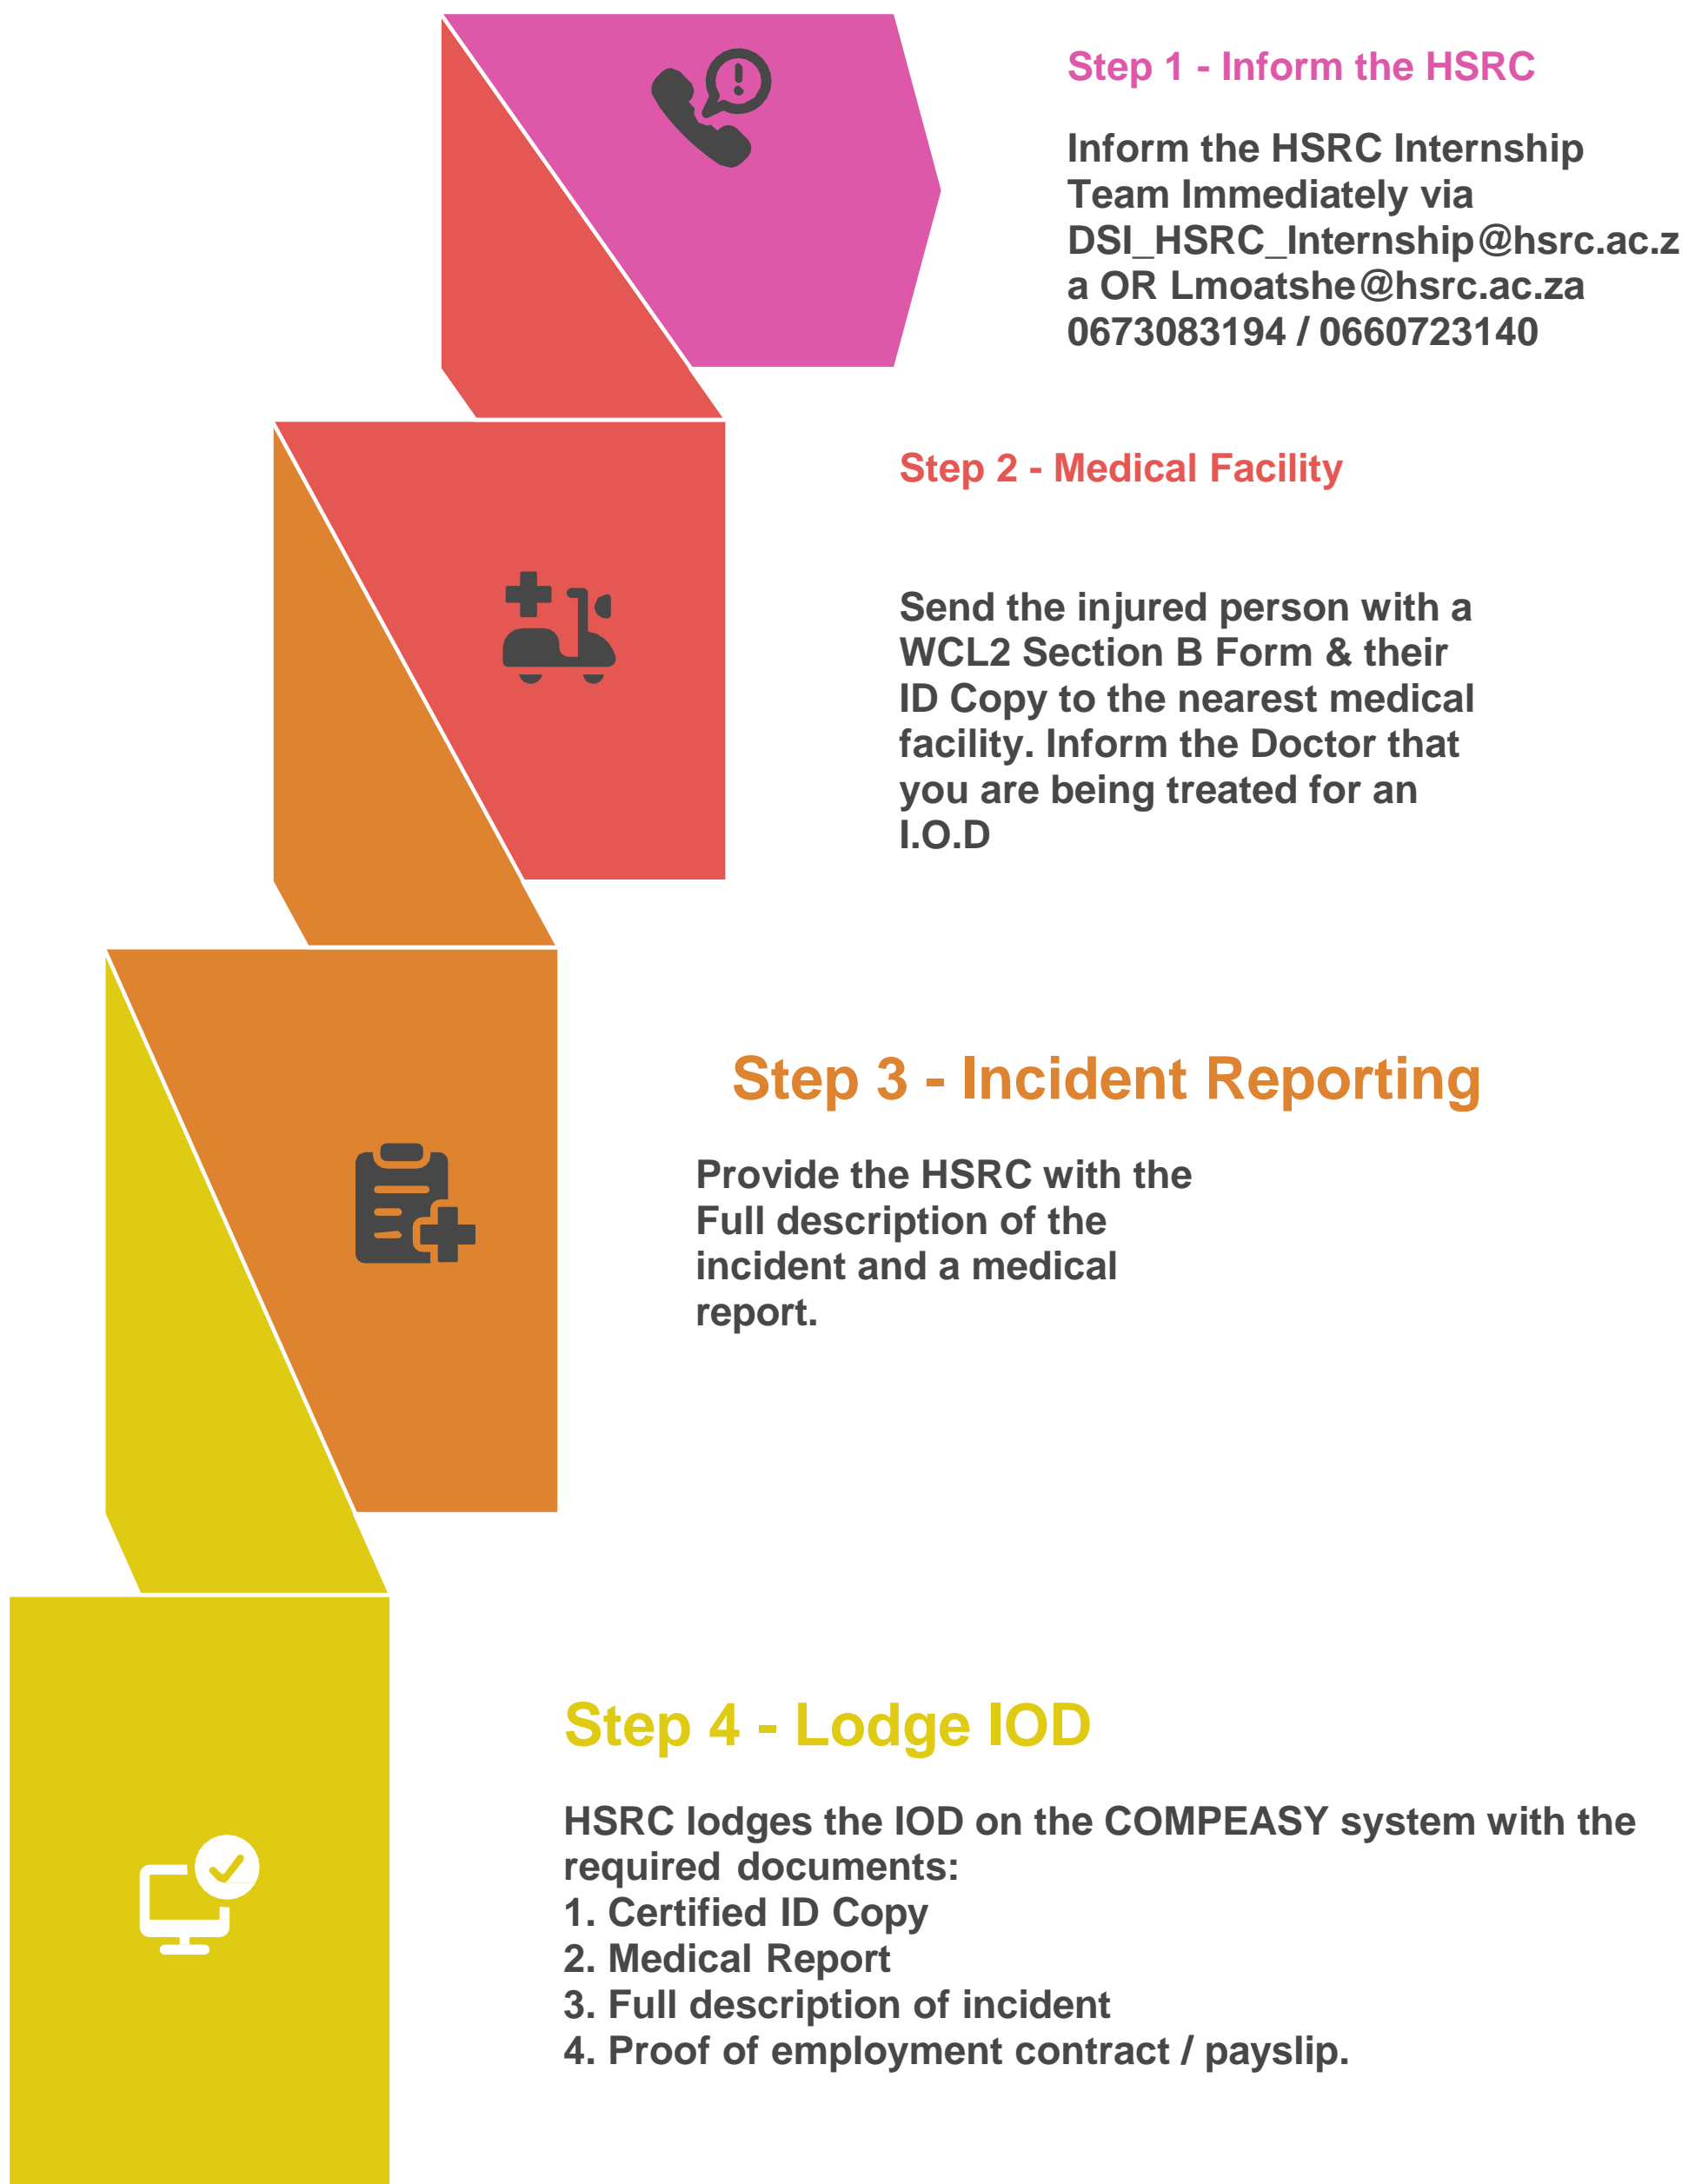 Step 1 - Inform the HSRC
Inform the HSRC Internship
Team Immediately via
DSI_HSRC_Internship@hsrc.ac.z
a OR Lmoatshe@hsrc.ac.za
0673083194 / 0660723140
Step 2 - Medical Facility
Send the injured person with a
WCL2 Section B Form & their
ID Copy to the nearest medical
facility. Inform the Doctor that
you are being treated for an
I.O.D
Step 3 - Incident Reporting
Provide the HSRC with the
Full description of the
incident and a medical
report.
Step 4 - Lodge IOD
HSRC lodges the IOD on the COMPEASY system with the
required documents:
1. Certified ID Copy
2. Medical Report
3. Full description of incident
4. Proof of employment contract / payslip.